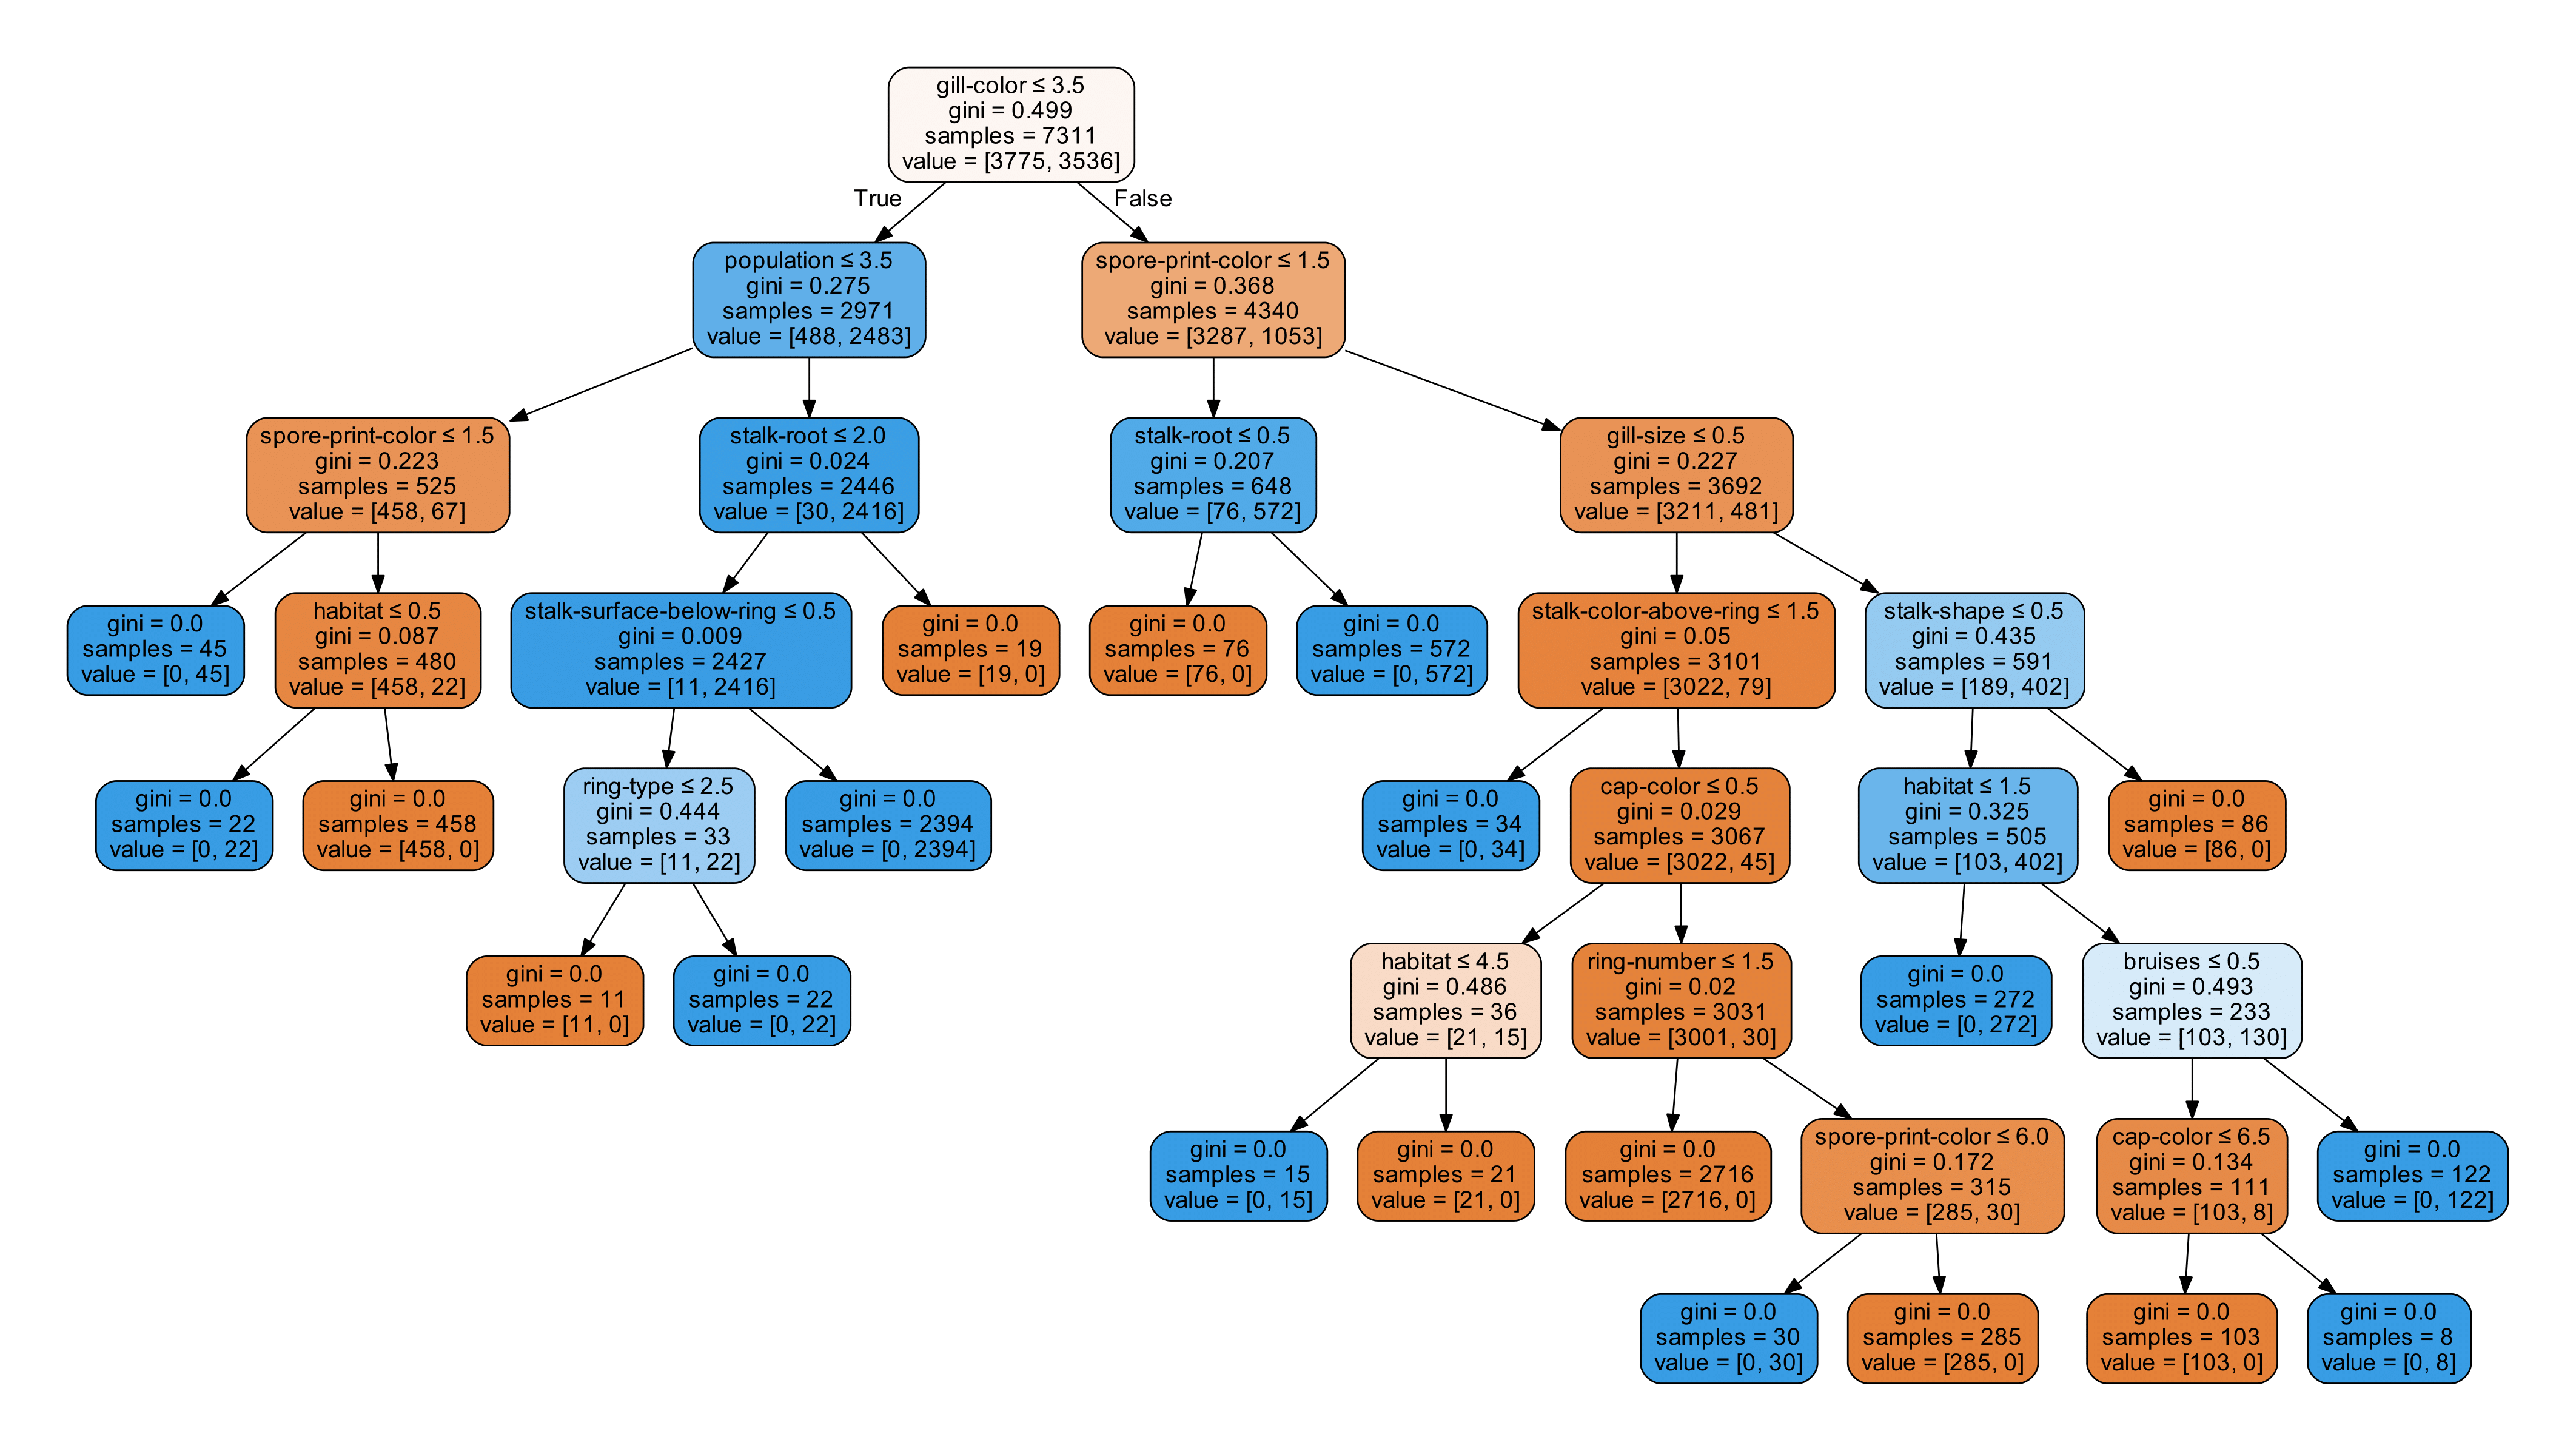 gill-color ≤ 3.5
gini = 0.499
samples = 7311
value = [3775, 3536]
True
False
population ≤ 3.5
gini = 0.275
samples = 2971
value = [488, 2483]
spore-print-color ≤ 1.5
gini = 0.368
samples = 4340
value = [3287, 1053]
spore-print-color ≤ 1.5
gini = 0.223
samples = 525
value = [458, 67]
stalk-root ≤ 2.0
gini = 0.024
samples = 2446
value = [30, 2416]
stalk-root ≤ 0.5
gini = 0.207
samples = 648
value = [76, 572]
gill-size ≤ 0.5
gini = 0.227
samples = 3692
value = [3211, 481]
gini = 0.0
samples = 45
value = [0, 45]
habitat ≤ 0.5
gini = 0.087
samples = 480
value = [458, 22]
stalk-surface-below-ring ≤ 0.5
gini = 0.009
samples = 2427
value = [11, 2416]
gini = 0.0
samples = 19
value = [19, 0]
gini = 0.0
samples = 76
value = [76, 0]
gini = 0.0
samples = 572
value = [0, 572]
stalk-color-above-ring ≤ 1.5
gini = 0.05
samples = 3101
value = [3022, 79]
stalk-shape ≤ 0.5
gini = 0.435
samples = 591
value = [189, 402]
gini = 0.0
samples = 22
value = [0, 22]
gini = 0.0
samples = 458
value = [458, 0]
ring-type ≤ 2.5
gini = 0.444
samples = 33
value = [11, 22]
gini = 0.0
samples = 2394
value = [0, 2394]
gini = 0.0
samples = 34
value = [0, 34]
cap-color ≤ 0.5
gini = 0.029
samples = 3067
value = [3022, 45]
habitat ≤ 1.5
gini = 0.325
samples = 505
value = [103, 402]
gini = 0.0
samples = 86
value = [86, 0]
gini = 0.0
samples = 11
value = [11, 0]
gini = 0.0
samples = 22
value = [0, 22]
habitat ≤ 4.5
gini = 0.486
samples = 36
value = [21, 15]
ring-number ≤ 1.5
gini = 0.02
samples = 3031
value = [3001, 30]
gini = 0.0
samples = 272
value = [0, 272]
bruises ≤ 0.5
gini = 0.493
samples = 233
value = [103, 130]
gini = 0.0
samples = 15
value = [0, 15]
gini = 0.0
samples = 21
value = [21, 0]
gini = 0.0
samples = 2716
value = [2716, 0]
spore-print-color ≤ 6.0
gini = 0.172
samples = 315
value = [285, 30]
cap-color ≤ 6.5
gini = 0.134
samples = 111
value = [103, 8]
gini = 0.0
samples = 122
value = [0, 122]
gini = 0.0
samples = 30
value = [0, 30]
gini = 0.0
samples = 285
value = [285, 0]
gini = 0.0
samples = 103
value = [103, 0]
gini = 0.0
samples = 8
value = [0, 8]